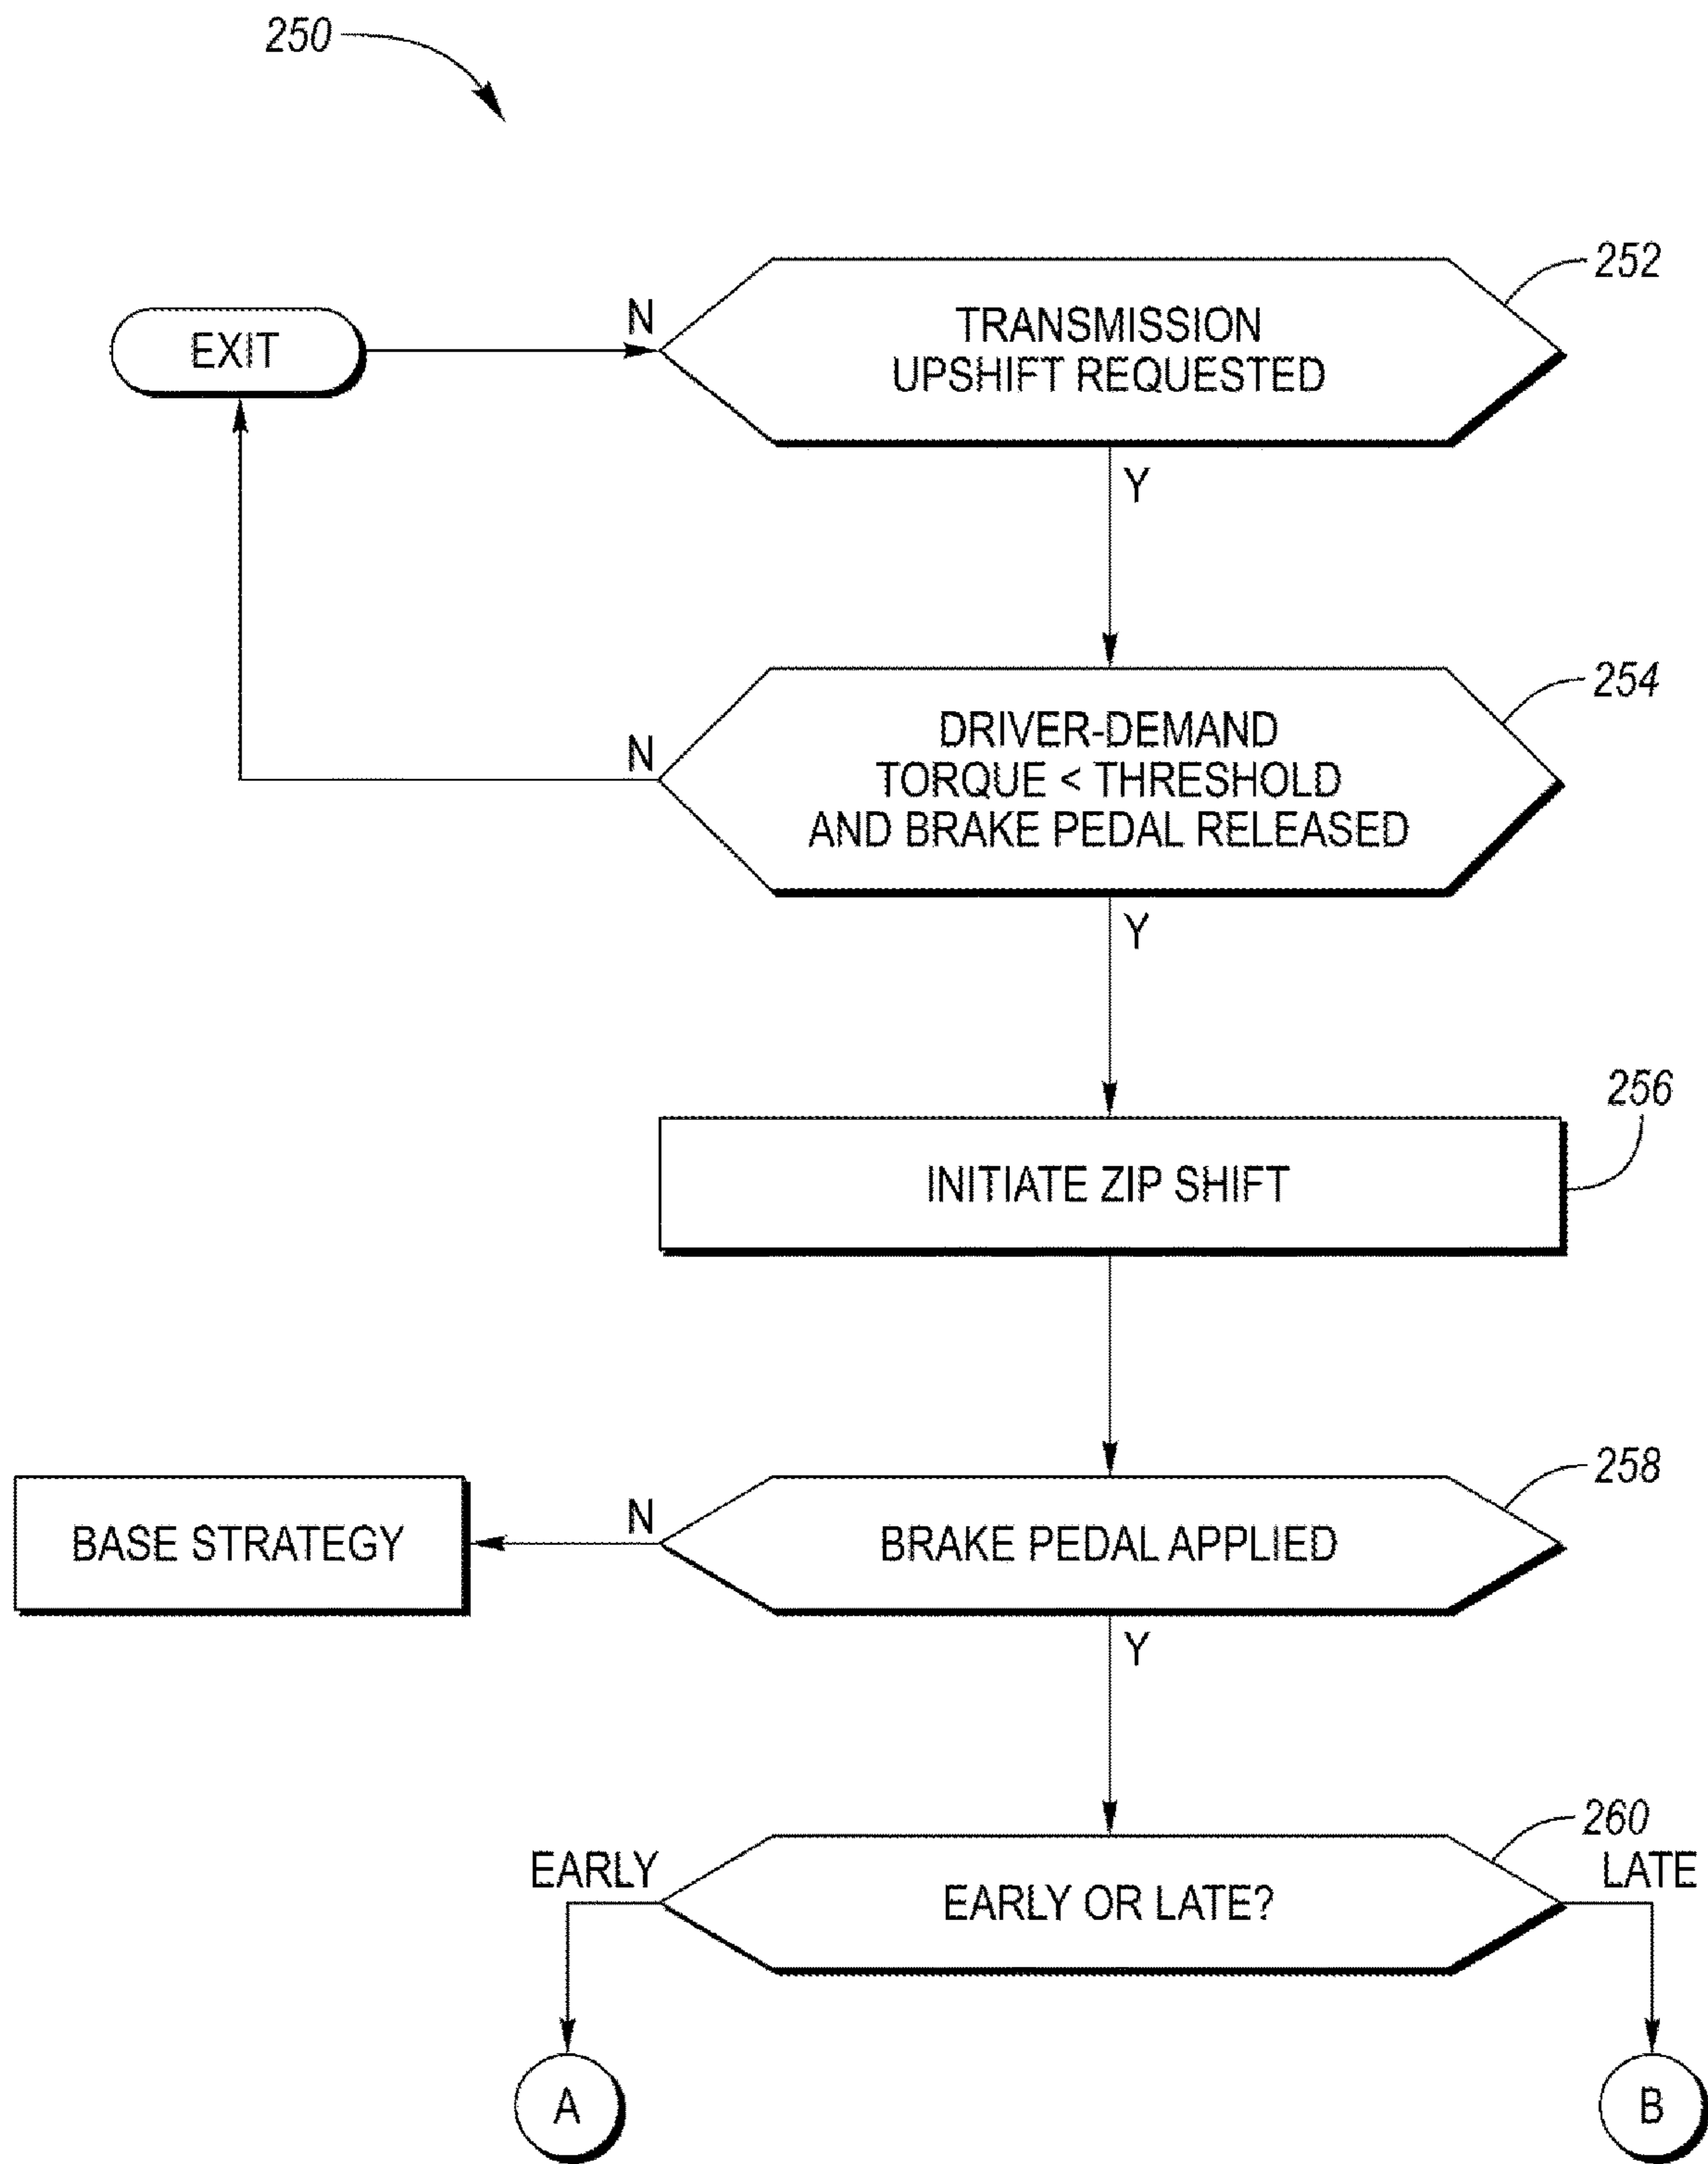 250
252
N
EXIT
TRANSMISSION
UPSHIFT REQUESTED
Y
254
N
DRIVER-DEMAND
TORQUE < THRESHOLD
AND BRAKE PEDAL RELEASED
Y
256
INITIATE ZIP SHIFT
258
BASE STRATEGY
N
BRAKE PEDAL APPLIED
Y
260
EARLY
LATE
EARLY OR LATE?
A
B